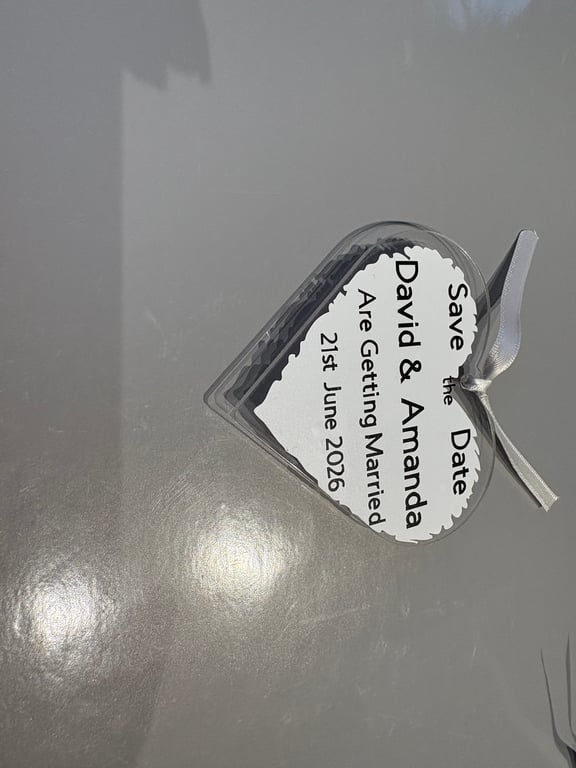 Save the Date
David & Amanda
Are Getting Married
21st June 2026